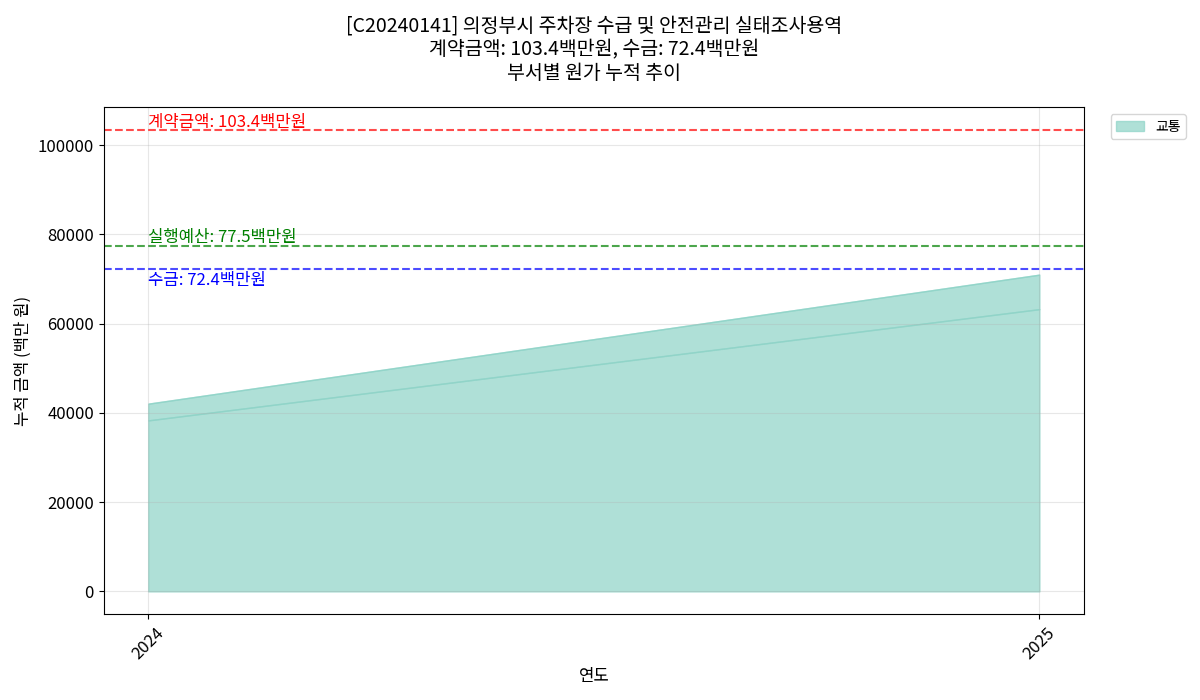 [C20240141] 의정부시 주차장 수급 및 안전관리 실태조사용역
계약금액: 103.4백만원, 수금: 72.4백만원
부서별 원가 누적 추이
계약금액: 103.4백만원
교통
100000
실행예산: 77.5백만원
80000
수금: 72.4백만원
60000
누적 금액 (백만 원)
40000
20000
0
2024
2025
연도